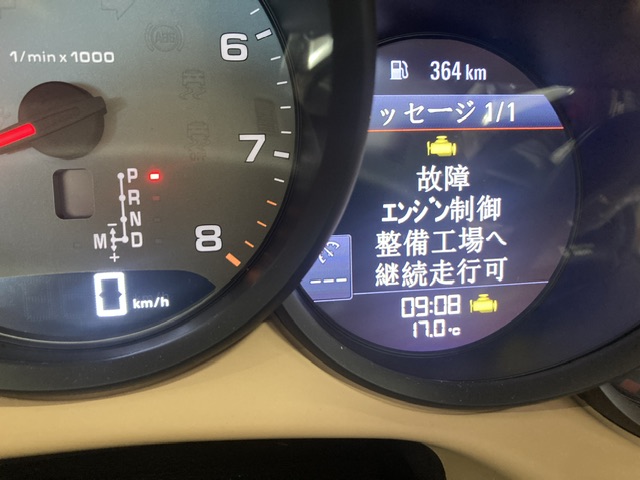 1/min x 1000
6
7
8
P
R
N
M D
+
0 km/h
364 km
ッセージ 1/1
故障
エンジン制御
整備工場へ
継続走行可
---
09:08
17.0 °C